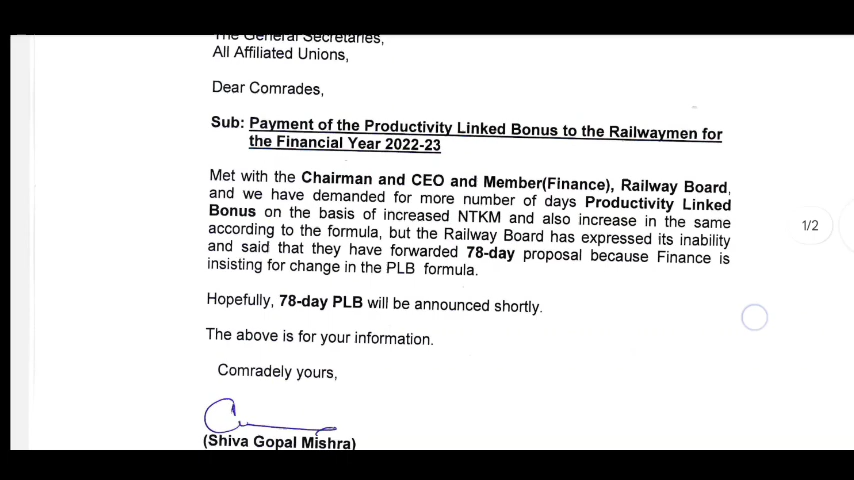 The General Secretaries,
All Affiliated Unions,
Dear Comrades,
Sub: Payment of the Productivity Linked Bonus to the Railwaymen for
the Financial Year 2022-23
Met with the Chairman and CEO and Member(Finance), Railway Board,
and we have demanded for more number of days Productivity Linked
Bonus on the basis of increased NTKM and also increase in the same
according to the formula, but the Railway Board has expressed its inability
and said that they have forwarded 78-day proposal because Finance is
insisting for change in the PLB formula.
1/2
Hopefully, 78-day PLB will be announced shortly.
The above is for your information.
Comradely yours,
(Shiva Gopal Mishra)